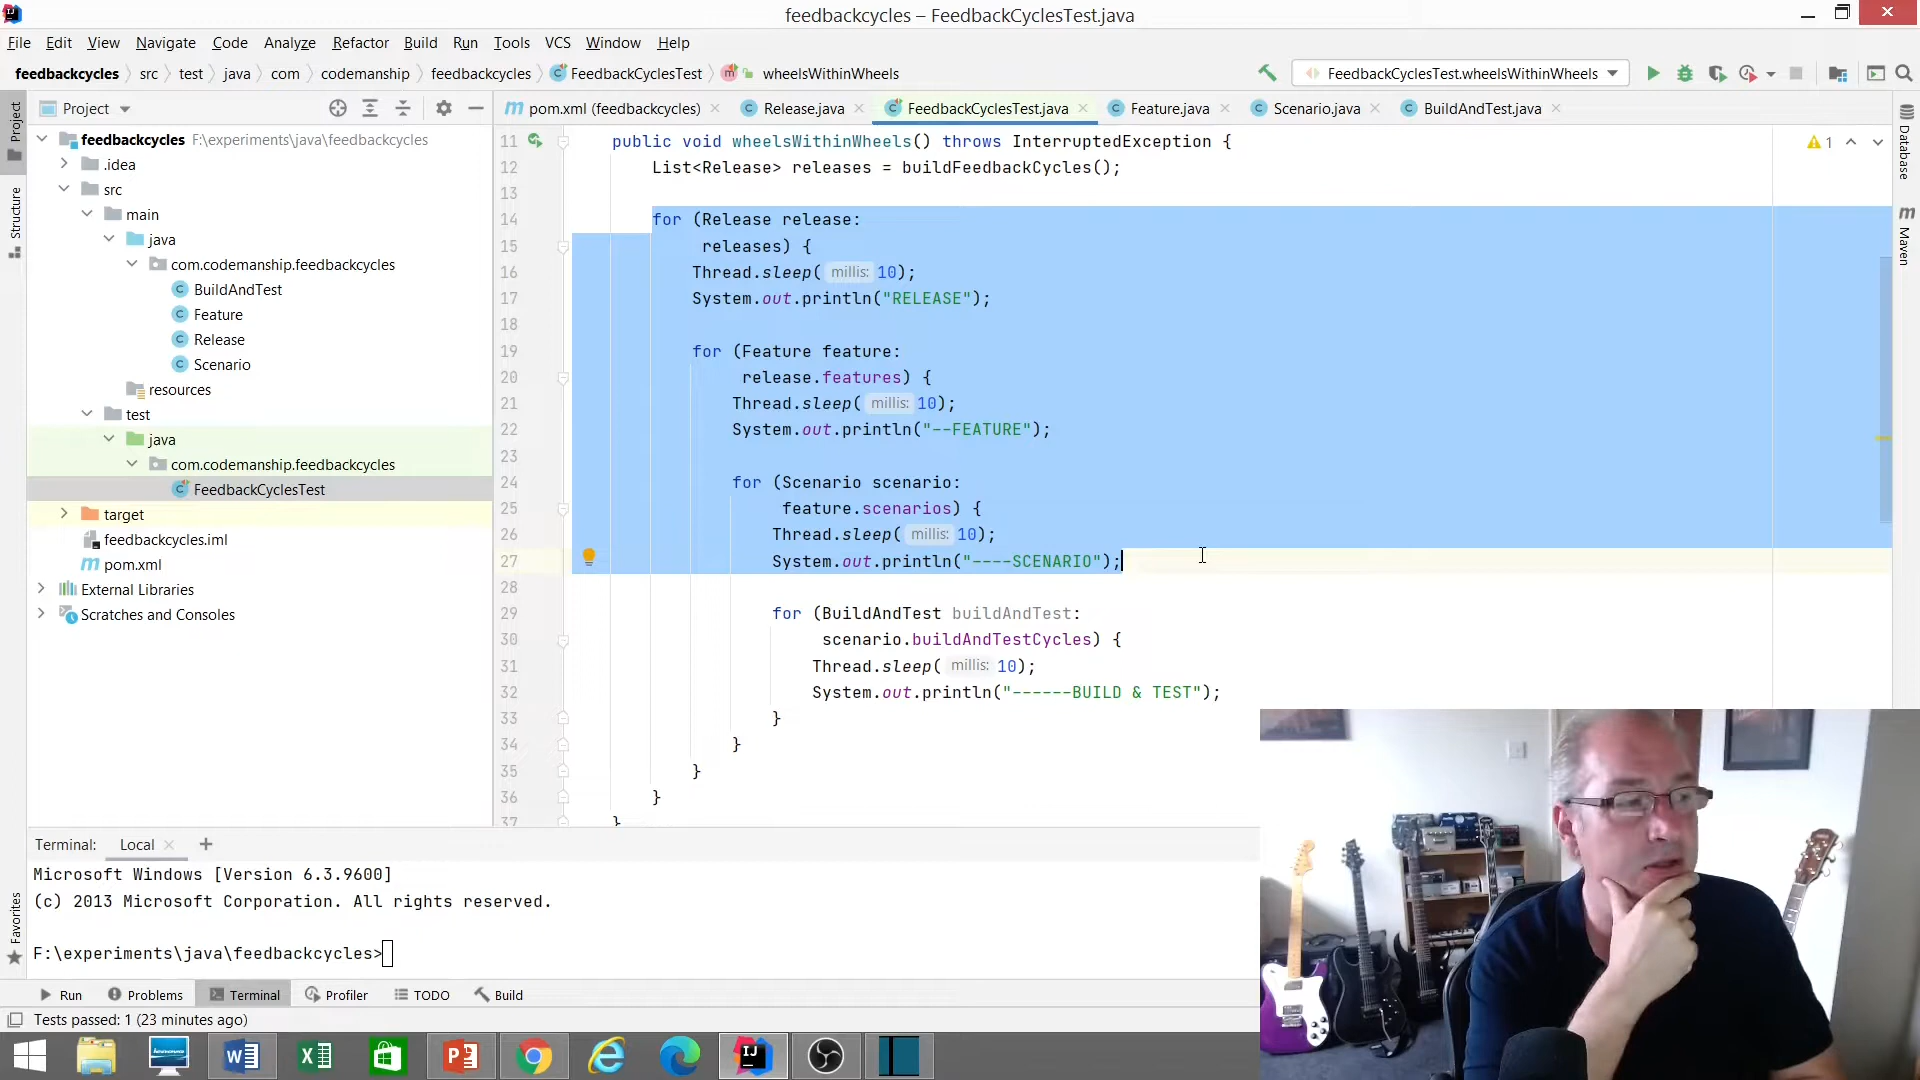 feedbackcycles – FeedbackCyclesTest.java
File Edit View Navigate Code Analyze Refactor Build Run Tools VCS Window Help
feedbackcycles src test java com codemanship feedbackcycles FeedbackCyclesTest m wheelsWithinWheels
FeedbackCyclesTest.wheelsWithinWheels
Project
pom.xml (feedbackcycles) Release.java FeedbackCyclesTest.java Feature.java Scenario.java BuildAndTest.java
Project
Structure
Favorites
feedbackcycles F:\experiments\java\feedbackcycles
.idea
src
main
java
com.codemanship.feedbackcycles
BuildAndTest
Feature
Release
Scenario
resources
test
java
com.codemanship.feedbackcycles
FeedbackCyclesTest
target
feedbackcycles.iml
pom.xml
External Libraries
Scratches and Consoles
11 public void wheelsWithinWheels() throws InterruptedException {
12 List<Release> releases = buildFeedbackCycles();
13
14 for (Release release:
15 releases) {
16 Thread.sleep( millis: 10);
17 System.out.println("RELEASE");
18
19 for (Feature feature:
20 release.features) {
21 Thread.sleep( millis: 10);
22 System.out.println("--FEATURE");
23
24 for (Scenario scenario:
25 feature.scenarios) {
26 Thread.sleep( millis: 10);
27 System.out.println("----SCENARIO");
28
29 for (BuildAndTest buildAndTest:
30 scenario.buildAndTestCycles) {
31 Thread.sleep( millis: 10);
32 System.out.println("------BUILD & TEST");
33 }
34 }
35 }
36 }
37 }
1
Database
Maven
Terminal: Local +
Microsoft Windows [Version 6.3.9600]
(c) 2013 Microsoft Corporation. All rights reserved.
F:\experiments\java\feedbackcycles>
Run Problems Terminal Profiler TODO Build
Tests passed: 1 (23 minutes ago)